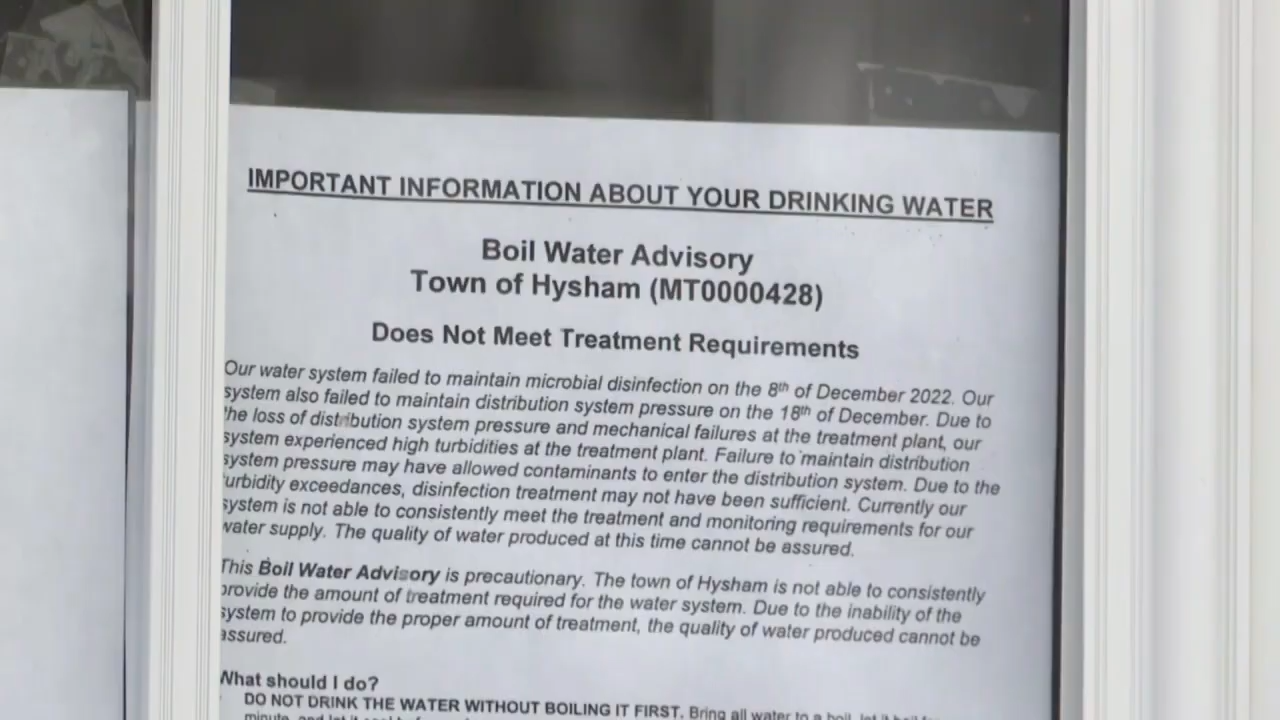 IMPORTANT INFORMATION ABOUT YOUR DRINKING WATER
Boil Water Advisory
Town of Hysham (MT0000428)
Does Not Meet Treatment Requirements
Our water system failed to maintain microbial disinfection on the 8th of December 2022. Our
system also failed to maintain distribution system pressure on the 18th of December. Due to
the loss of distribution system pressure and mechanical failures at the treatment plant, our
system experienced high turbidities at the treatment plant. Failure to maintain distribution
system pressure may have allowed contaminants to enter the distribution system. Due to the
turbidity exceedances, disinfection treatment may not have been sufficient. Currently our
system is not able to consistently meet the treatment and monitoring requirements for our
water supply. The quality of water produced at this time cannot be assured.
This Boil Water Advisory is precautionary. The town of Hysham is not able to consistently
provide the amount of treatment required for the water system. Due to the inability of the
system to provide the proper amount of treatment, the quality of water produced cannot be
assured.
What should I do?
DO NOT DRINK THE WATER WITHOUT BOILING IT FIRST. Bring all water to a boil, let it